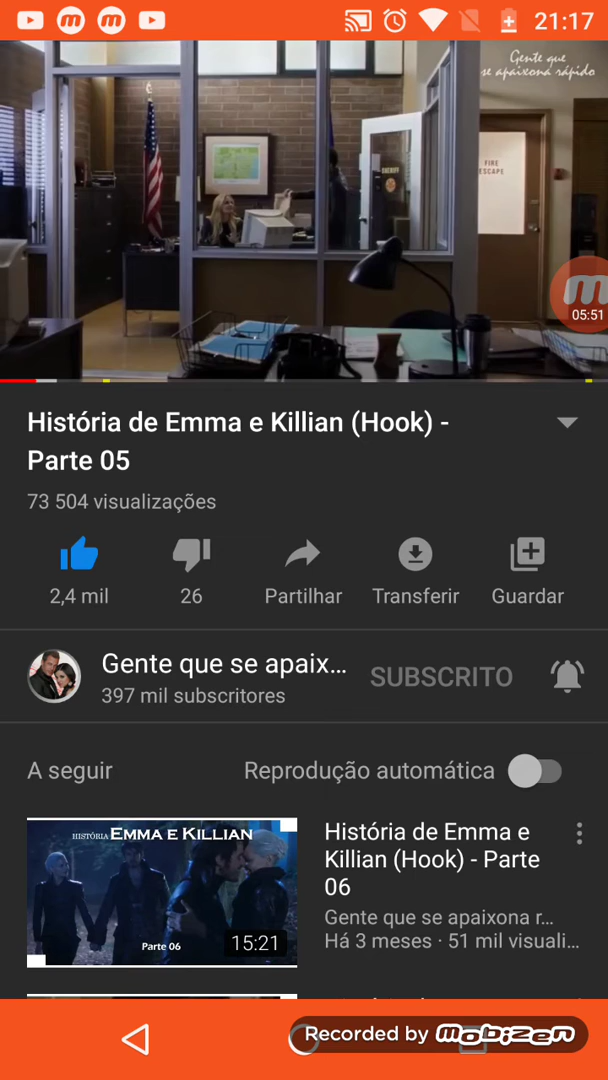 21:17
Gente que
se apaixona rápido
SHERIFF
FIRE
ESCAPE
05:51
História de Emma e Killian (Hook) -
Parte 05
73 504 visualizações
2,4 mil
26
Partilhar
Transferir
Guardar
Gente que se apaix...
397 mil subscritores
SUBSCRITO
A seguir
Reprodução automática
HISTÓRIA EMMA E KILLIAN
Parte 06
15:21
História de Emma e
Killian (Hook) - Parte
06
Gente que se apaixona r...
Há 3 meses · 51 mil visuali...
Recorded by mobizen